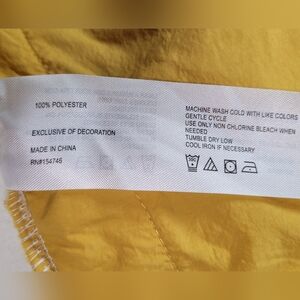 100% POLYESTER
EXCLUSIVE OF DECORATION
MADE IN CHINA
RN#154746
MACHINE WASH COLD WITH LIKE COLORS
GENTLE CYCLE
USE ONLY NON CHLORINE BLEACH WHEN
NEEDED
TUMBLE DRY LOW
COOL IRON IF NECESSARY